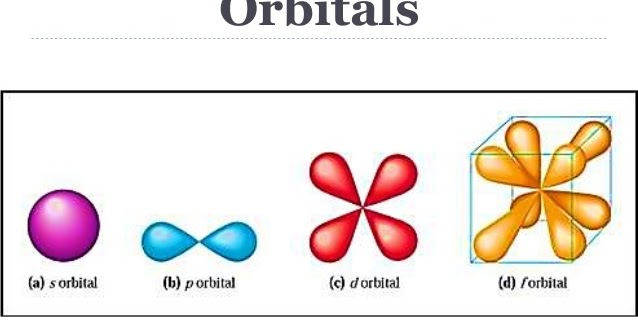 Orbitals
(a) s orbital
(b) p orbital
(c) d orbital
(d) f orbital